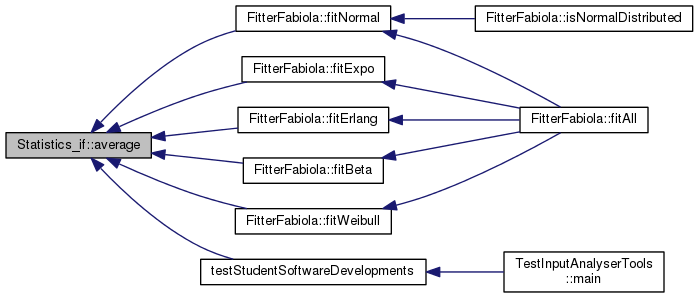 FitterFabiola::fitNormal
FitterFabiola::isNormalDistributed
FitterFabiola::fitExpo
FitterFabiola::fitErlang
FitterFabiola::fitAll
Statistics_if::average
FitterFabiola::fitBeta
FitterFabiola::fitWeibull
testStudentSoftwareDevelopments
TestInputAnalyserTools
::main